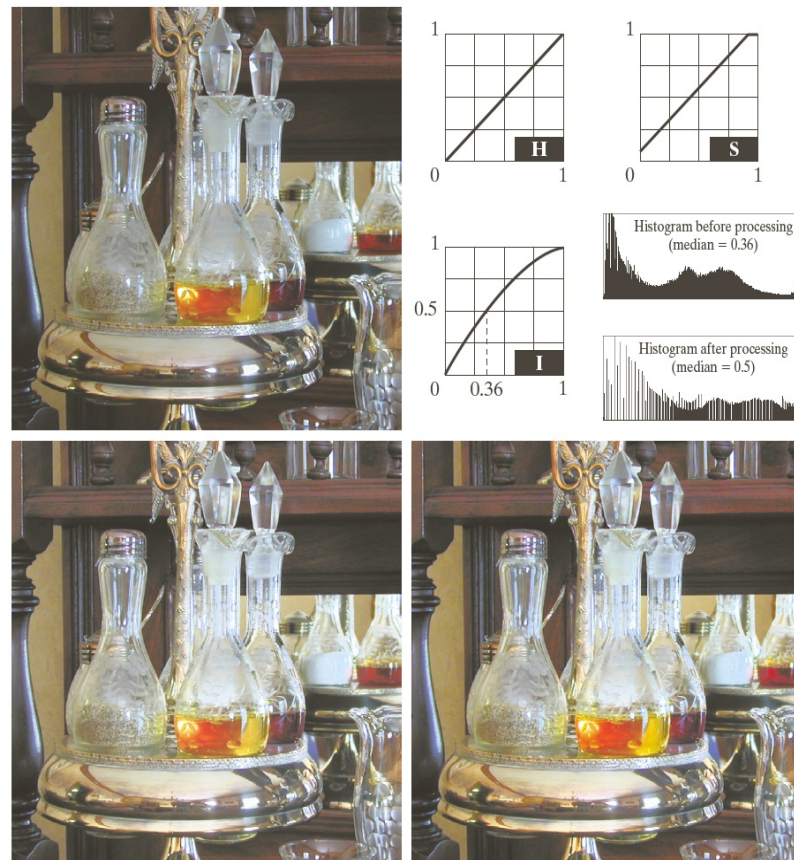 1
H
0
1
1
S
0
1
1
0.5
I
0
0.36
1
Histogram before processing
(median = 0.36)
Histogram after processing
(median = 0.5)